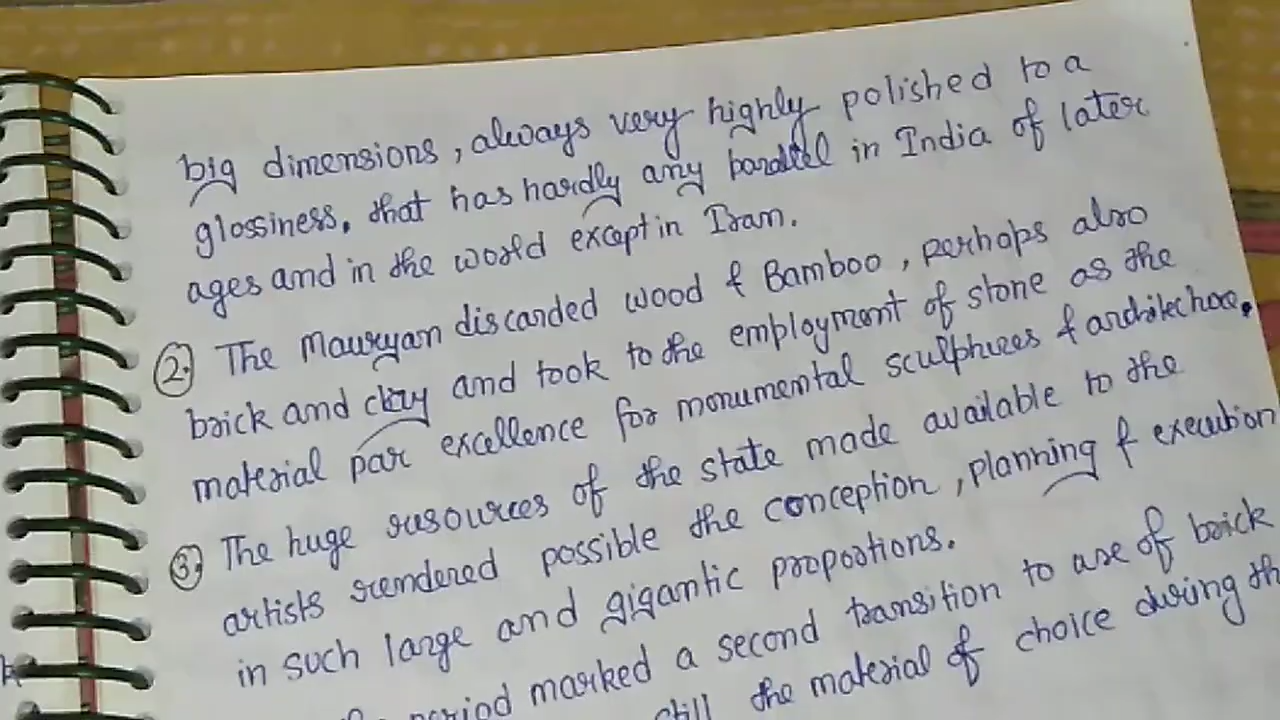 big dimensions, always very highly polished to a
glossiness, that has hardly any parallel in India of later
ages and in the world except in Iran.
2. The Mauryan discarded wood & Bamboo, perhaps also
brick and clay and took to the employment of stone as the
material par excellence for monumental sculptures & architecture.
3. The huge resources of the state made available to the
artists rendered possible the conception, planning & execution
in such large and gigantic proportions.
period marked a second transition to use of brick
still the material of choice during th